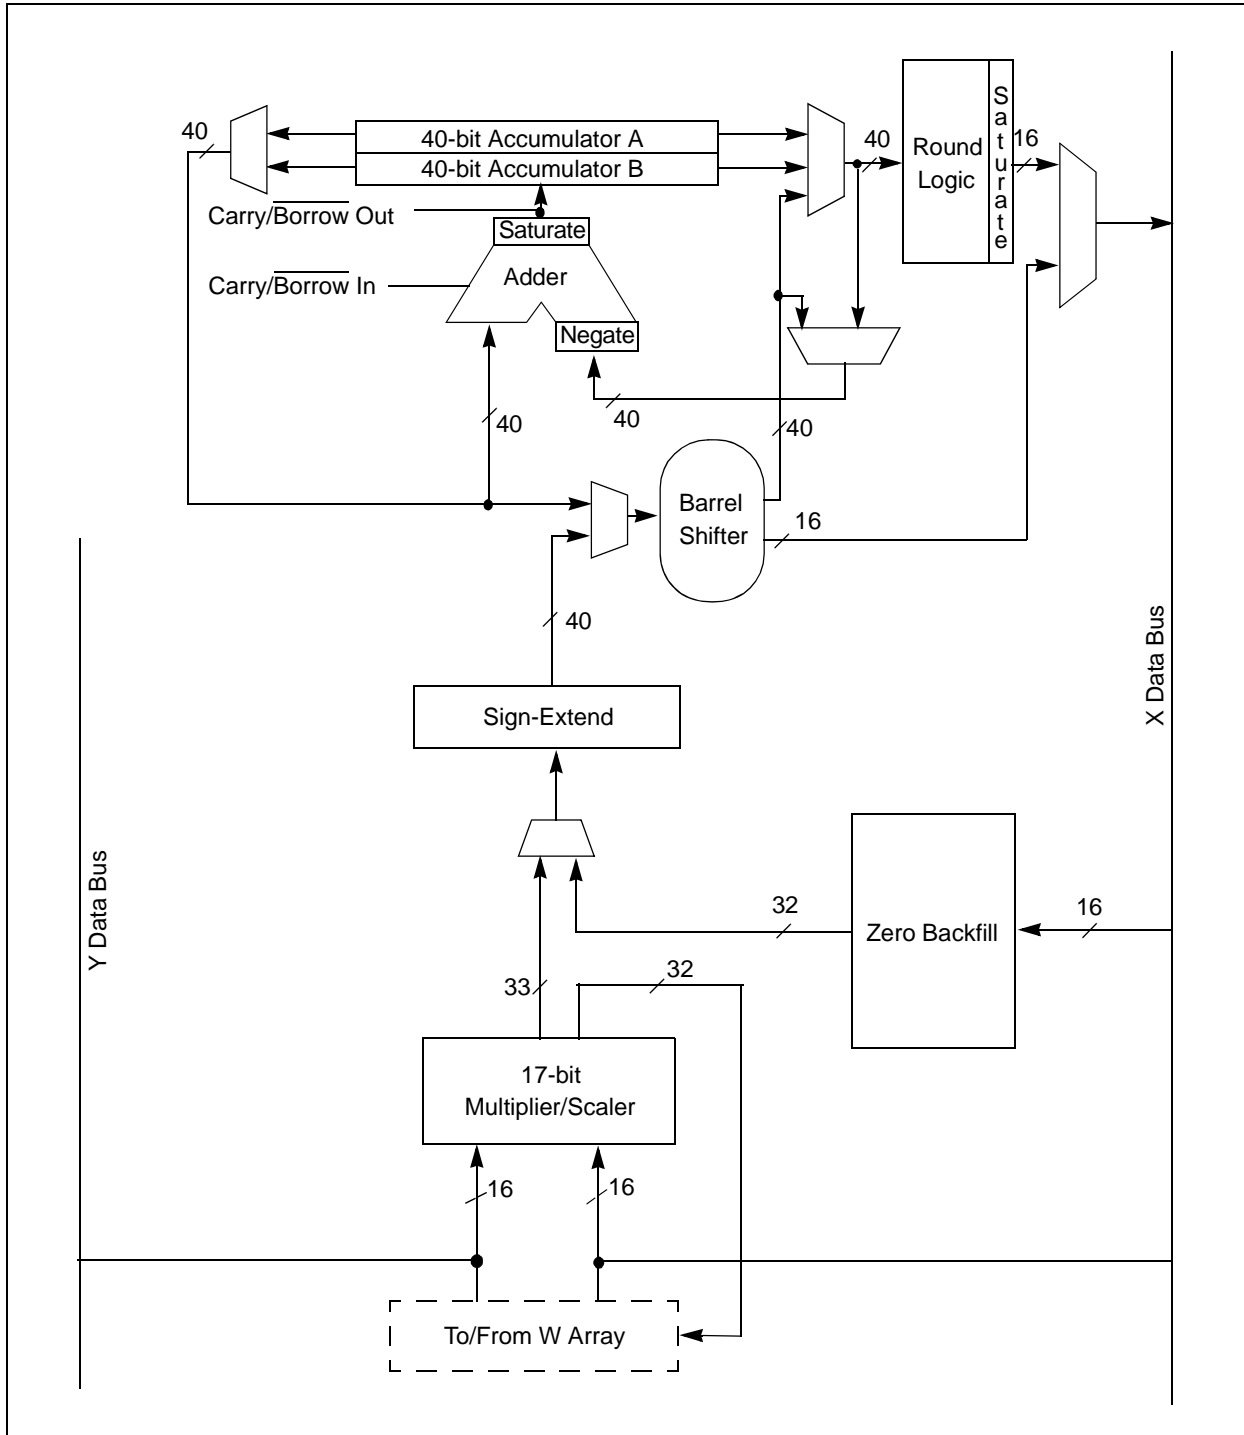 40
40-bit Accumulator A
40-bit Accumulator B
Carry/Borrow Out
Saturate
Carry/Borrow In
Adder
Negate
40
Round
Logic
Saturate
16
40
40
40
Barrel
Shifter
16
40
Sign-Extend
X Data Bus
Y Data Bus
32
Zero Backfill
16
33
32
17-bit
Multiplier/Scaler
16
16
To/From W Array